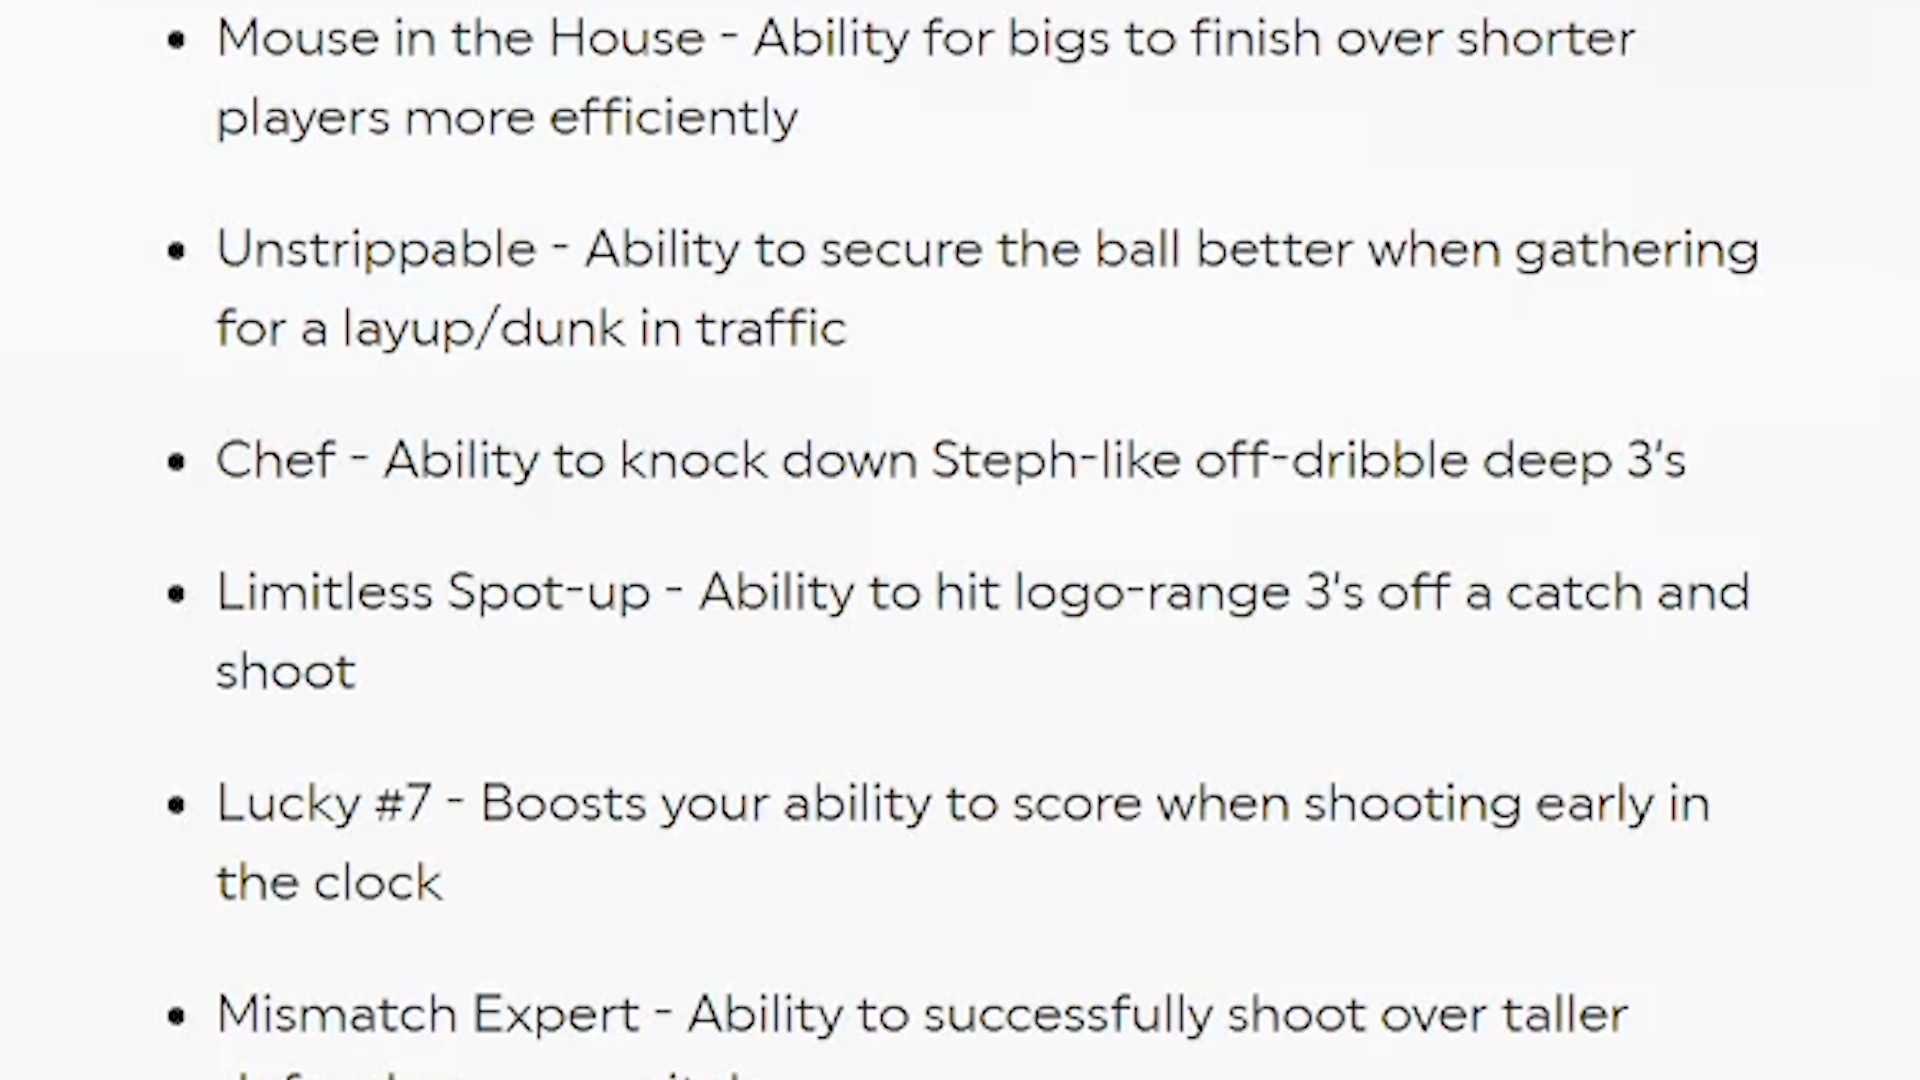 • Mouse in the House - Ability for bigs to finish over shorter
players more efficiently
• Unstrippable - Ability to secure the ball better when gathering
for a layup/dunk in traffic
• Chef - Ability to knock down Steph-like off-dribble deep 3's
• Limitless Spot-up - Ability to hit logo-range 3's off a catch and
shoot
• Lucky #7 - Boosts your ability to score when shooting early in
the clock
• Mismatch Expert - Ability to successfully shoot over taller